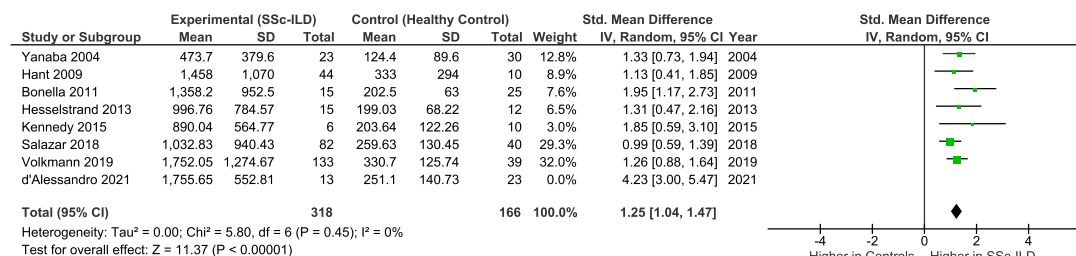 Experimental (SSc-ILD) Control (Healthy Control) Std. Mean Difference Std. Mean Difference
Study or Subgroup Mean SD Total Mean SD Total Weight IV, Random, 95% CI Year IV, Random, 95% CI
Yanaba 2004 473.7 379.6 23 124.4 89.6 30 12.8% 1.33 [0.73, 1.94] 2004
Hant 2009 1,458 1,070 44 333 294 10 9.6% 1.13 [0.41, 1.85] 2009
Bonella 2011 1,358.2 952.5 15 202.5 63 25 7.6% 1.95 [1.17, 2.73] 2011
Hesselstrand 2013 996.76 784.57 15 199.03 68.22 12 6.5% 1.31 [0.47, 2.16] 2013
Kennedy 2015 890.04 564.77 6 203.64 122.26 10 3.0% 1.85 [0.59, 3.10] 2015
Salazar 2018 1,032.83 940.43 82 259.63 130.45 40 29.3% 0.99 [0.59, 1.39] 2018
Volkmann 2019 1,752.05 1,274.67 133 330.7 125.74 39 32.0% 1.26 [0.88, 1.64] 2019
d'Alessandro 2021 1,755.65 552.81 13 251.1 140.73 23 0.0% 4.23 [3.00, 5.47] 2021
Total (95% CI) 318 166 100.0% 1.25 [1.04, 1.47]
Heterogeneity: Tau² = 0.00; Chi² = 5.80, df = 6 (P = 0.45); I² = 0%
Test for overall effect: Z = 11.37 (P < 0.00001)
-4 -2 0 2 4
Higher in Controls Higher in SSc-ILD